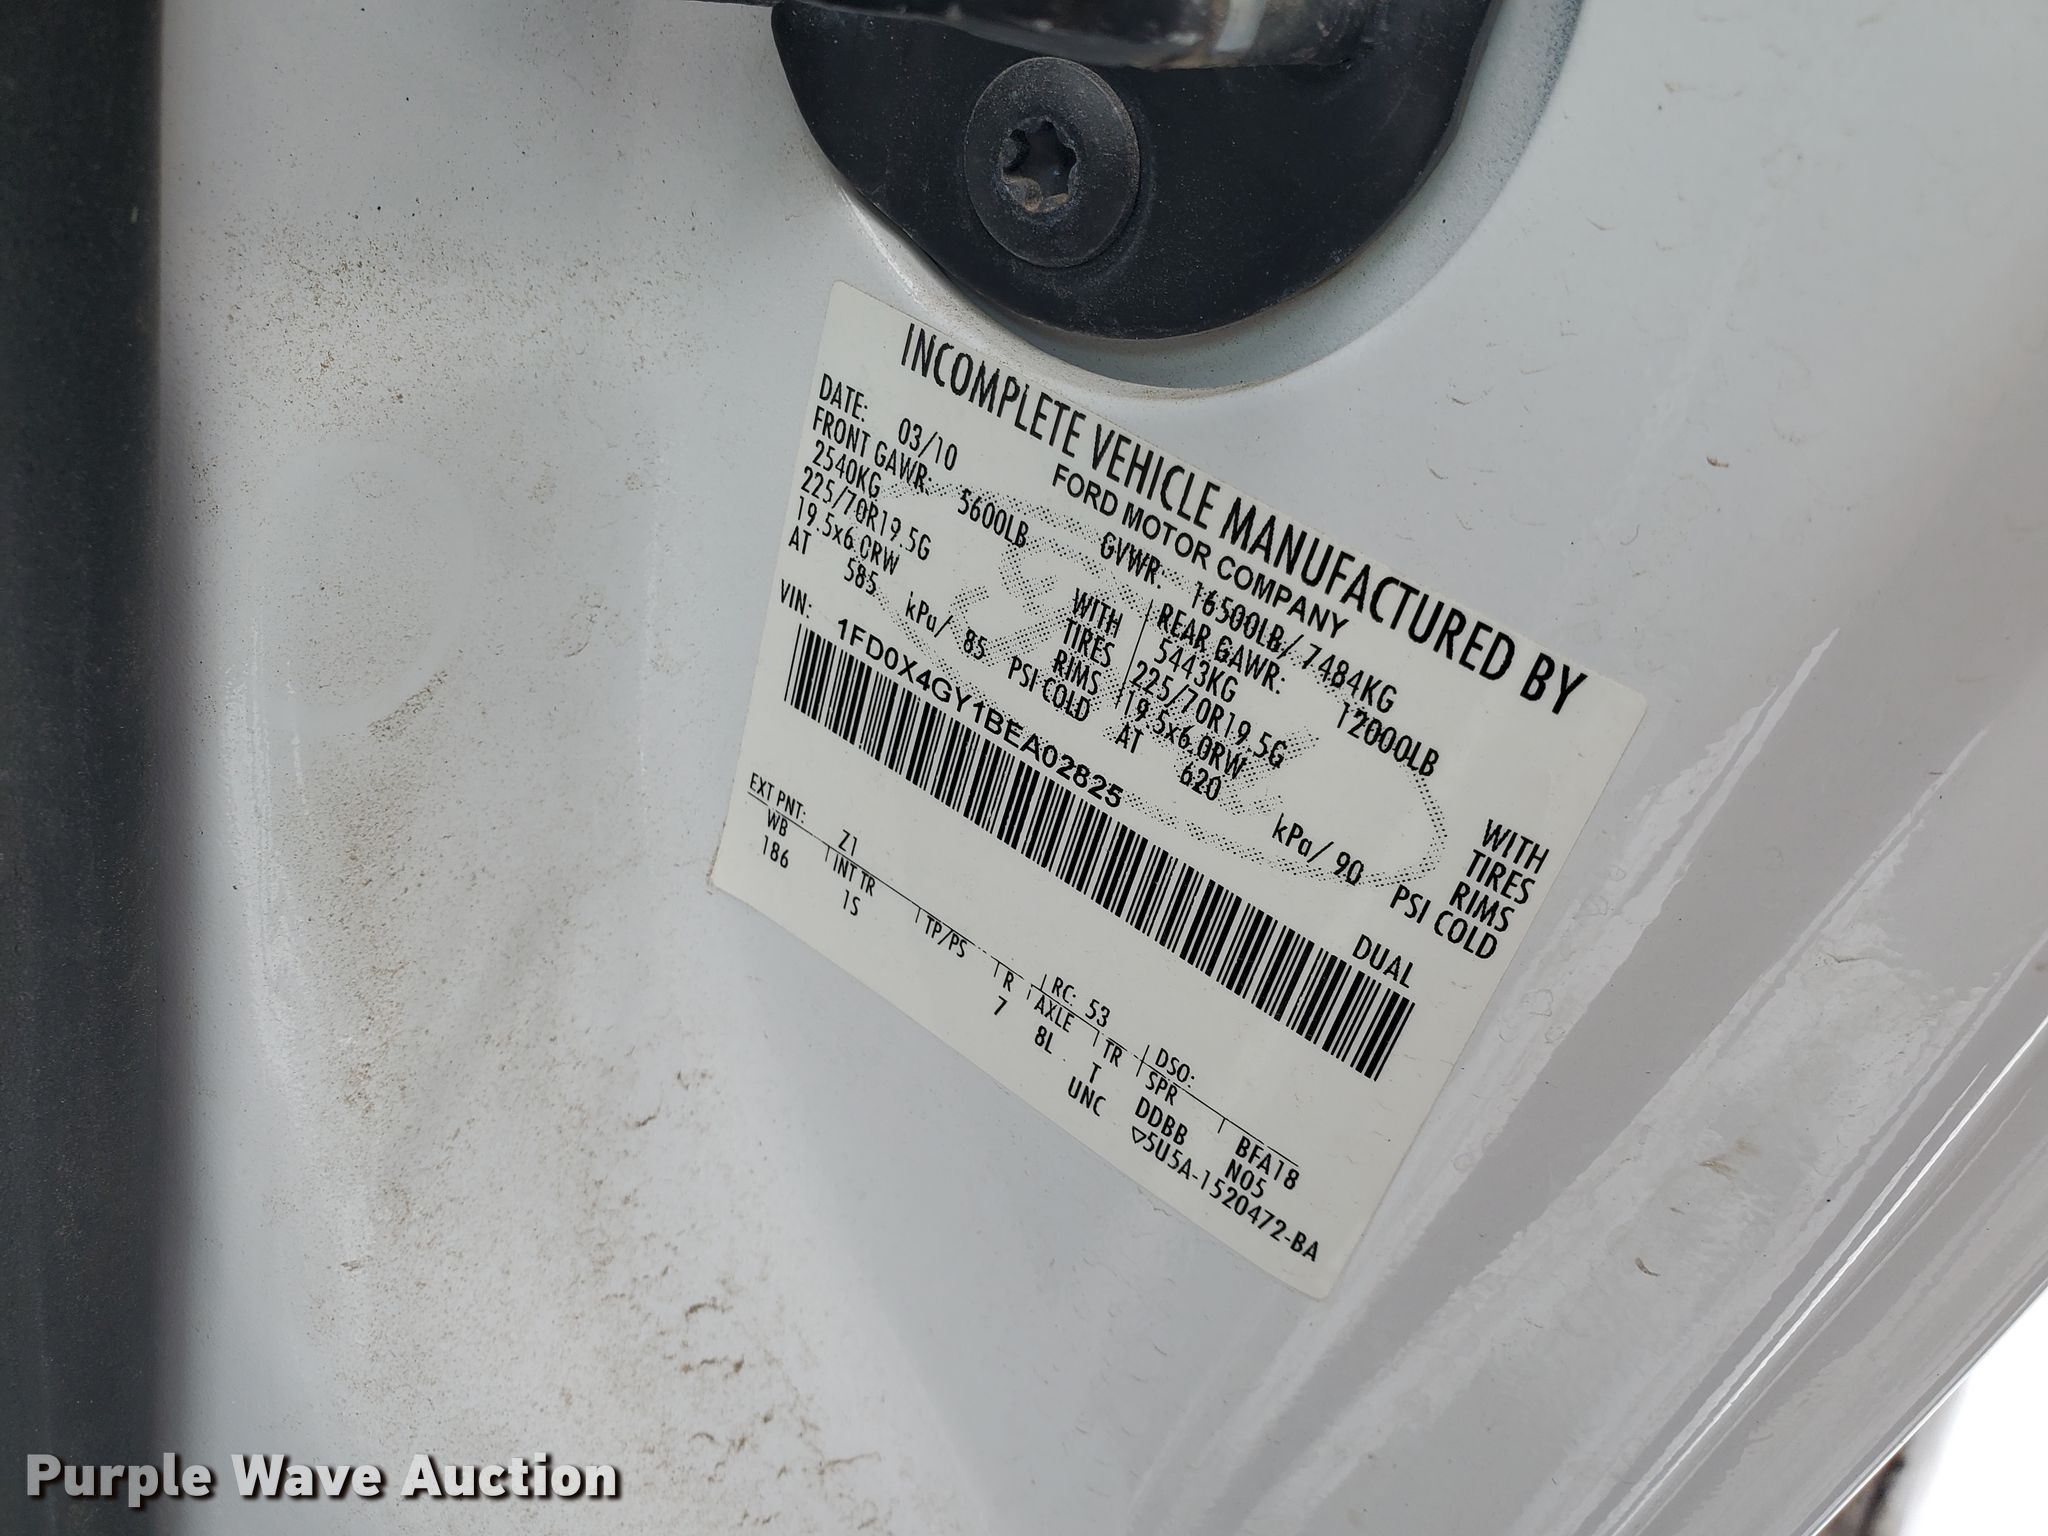 INCOMPLETE VEHICLE MANUFACTURED BY
FORD MOTOR COMPANY
DATE: 03/10 GVWR: 16500LB/ 7484KG
FRONT GAWR: 5600LB REAR GAWR: 12000LB
2540KG WITH 5443KG WITH
225/70R19.5G TIRES 225/70R19.5G TIRES
19.5x6.0RW RIMS 19.5x6.0RW RIMS
AT 585 kPa/ 85 PSI COLD AT 620 kPa/ 90 PSI COLD
VIN: 1FD0X4GY1BEA02825 DUAL
EXT PNT: Z1 RC: 53 DSO:
WB INT TR TP/PS R AXLE TR SPR BFA18
186 1S 7 8L T DDBB N05
UNC ▽5U5A-1520472-BA
Purple Wave Auction